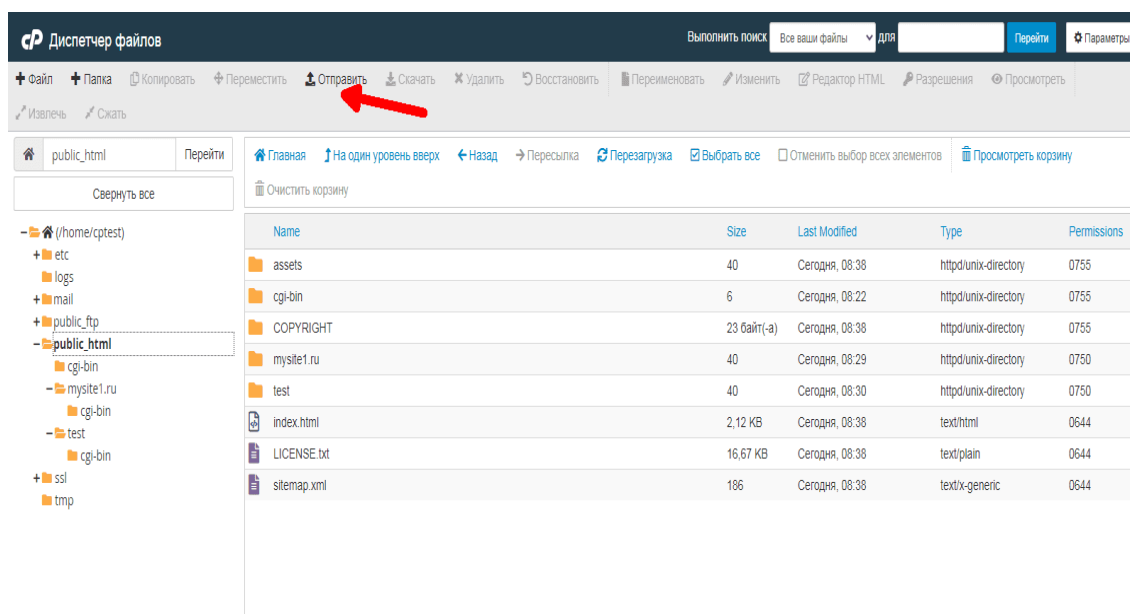 cP Диспетчер файлов Выполнить поиск Все ваши файлы для Перейти Параметры
Файл Папка Копировать Переместить Отправить Скачать Удалить Восстановить Переименовать Изменить Редактор HTML Разрешения Просмотреть
Извлечь Сжать
public_html Перейти
Свернуть все
(/home/cptest)
etc
logs
mail
public_ftp
public_html
cgi-bin
mysite1.ru
cgi-bin
test
cgi-bin
ssl
tmp
Главная На один уровень вверх Назад Пересылка Перезагрузка Выбрать все Отменить выбор всех элементов Просмотреть корзину
Очистить корзину
Name Size Last Modified Type Permissions
assets 40 Сегодня, 08:38 httpd/unix-directory 0755
cgi-bin 6 Сегодня, 08:22 httpd/unix-directory 0755
COPYRIGHT 23 байт(-а) Сегодня, 08:38 httpd/unix-directory 0755
mysite1.ru 40 Сегодня, 08:29 httpd/unix-directory 0750
test 40 Сегодня, 08:30 httpd/unix-directory 0750
index.html 2,12 KB Сегодня, 08:38 text/html 0644
LICENSE.txt 16,67 KB Сегодня, 08:38 text/plain 0644
sitemap.xml 186 Сегодня, 08:38 text/x-generic 0644